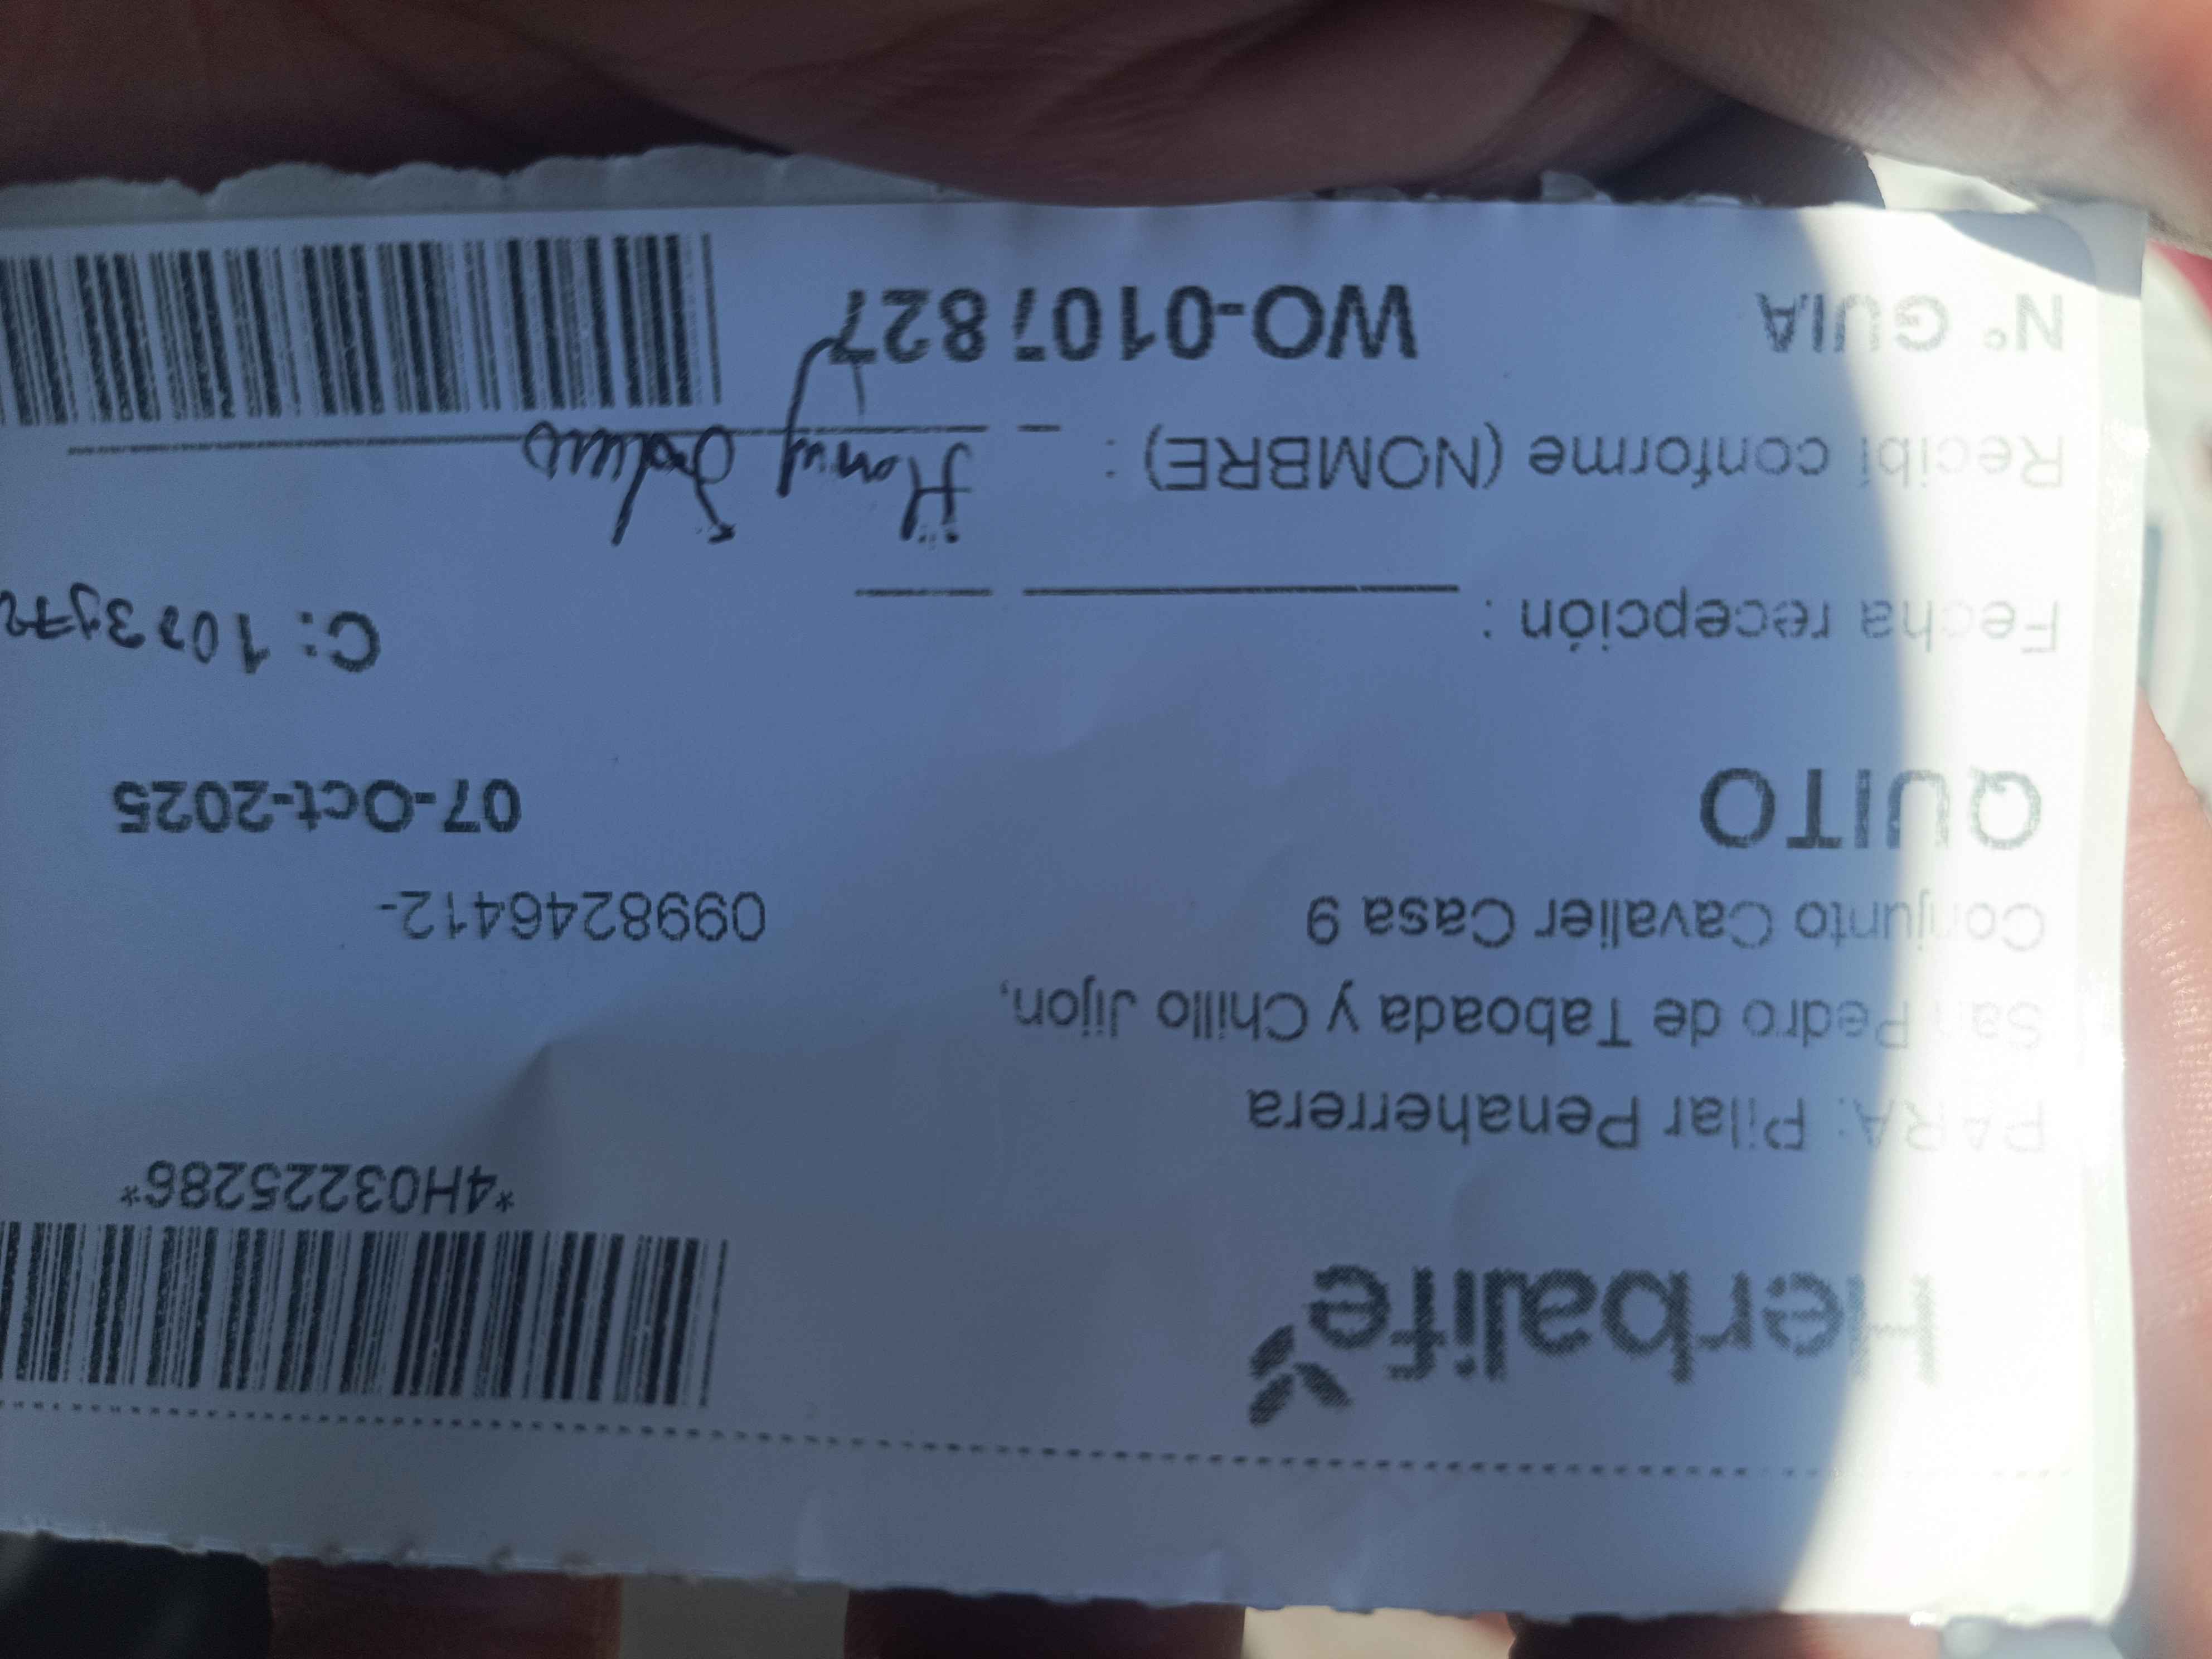 Herbalife
*4H03225286*
PARA: Pilar Penaherrera
San Pedro de Taboada y Chillo Jijon,
Conjunto Cavalier Casa 9
0998246412-
QUITO
07-Oct-2025
Fecha recepción :
C:
Recibí conforme (NOMBRE) :
N° GUIA
WO-0107827